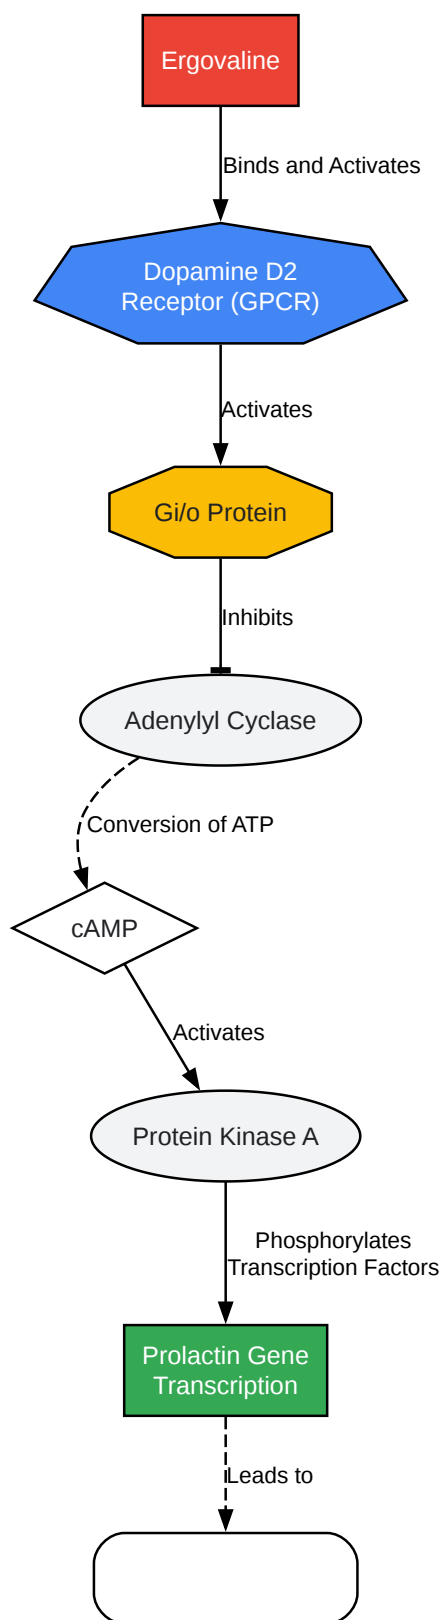 Ergovaline
Binds and Activates
Dopamine D2
Receptor (GPCR)
Activates
Gi/o Protein
Inhibits
Adenylyl Cyclase
Conversion of ATP
cAMP
Activates
Protein Kinase A
Phosphorylates
Transcription Factors
Prolactin Gene
Transcription
Leads to